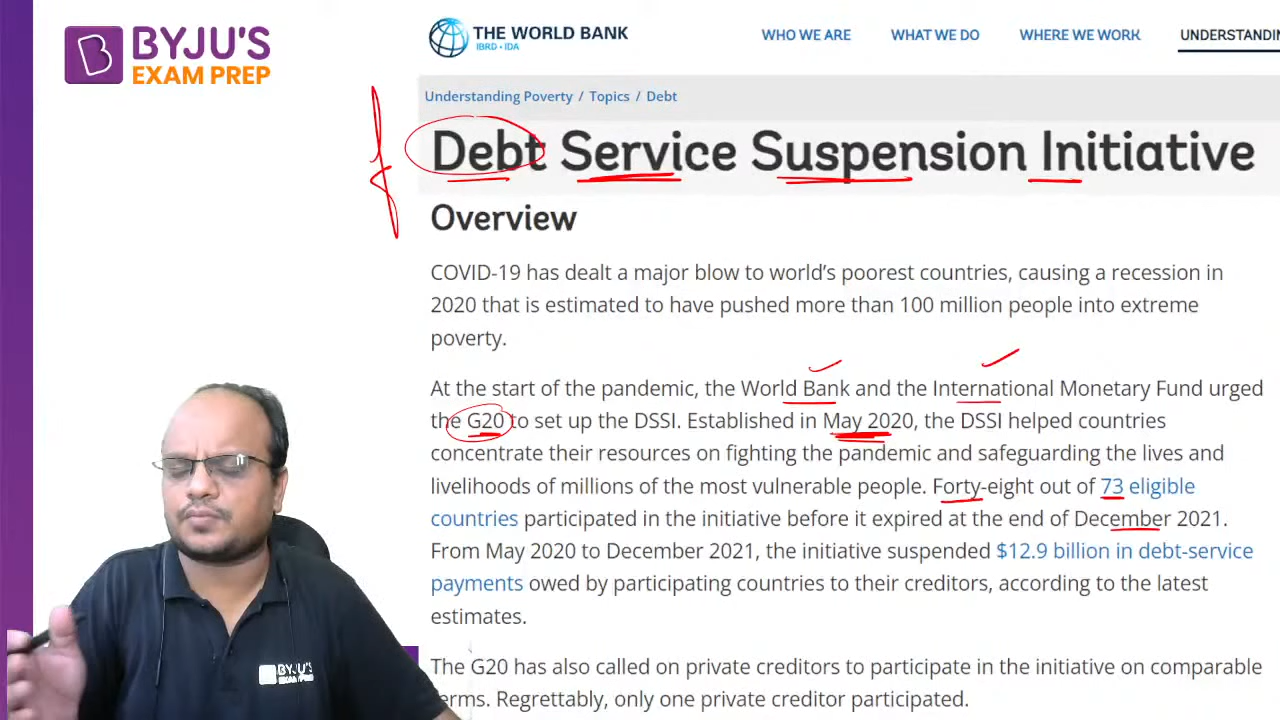 BYJU'S
EXAM PREP
THE WORLD BANK
IBRD • IDA
WHO WE ARE
WHAT WE DO
WHERE WE WORK
UNDERSTANDIN
Understanding Poverty / Topics / Debt
Debt Service Suspension Initiative
Overview
COVID-19 has dealt a major blow to world's poorest countries, causing a recession in
2020 that is estimated to have pushed more than 100 million people into extreme
poverty.
At the start of the pandemic, the World Bank and the International Monetary Fund urged
the G20 to set up the DSSI. Established in May 2020, the DSSI helped countries
concentrate their resources on fighting the pandemic and safeguarding the lives and
livelihoods of millions of the most vulnerable people. Forty-eight out of 73 eligible
countries participated in the initiative before it expired at the end of December 2021.
From May 2020 to December 2021, the initiative suspended $12.9 billion in debt-service
payments owed by participating countries to their creditors, according to the latest
estimates.
The G20 has also called on private creditors to participate in the initiative on comparable
terms. Regrettably, only one private creditor participated.
BYJU'S
EXAM PREP